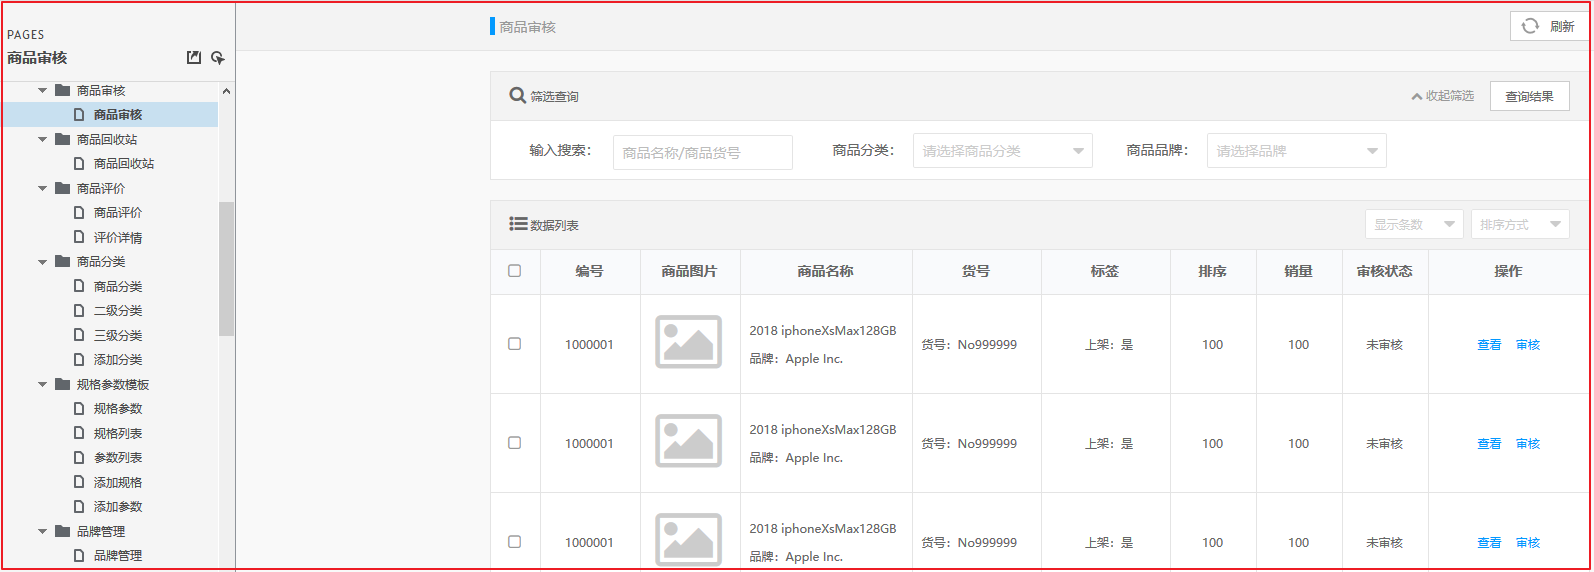 PAGES
商品审核
商品审核
商品审核
商品回收站
商品回收站
商品评价
商品评价
评价详情
商品分类
商品分类
二级分类
三级分类
添加分类
规格参数模板
规格参数
规格列表
参数列表
添加规格
添加参数
品牌管理
品牌管理
商品审核
刷新
筛选查询
收起筛选
查询结果
输入搜索： 商品名称/商品货号 商品分类： 请选择商品分类 商品品牌： 请选择品牌
数据列表
显示条数
排序方式
编号 商品图片 商品名称 货号 标签 排序 销量 审核状态 操作
1000001 2018 iphoneXsMax128GB 货号：No999999 上架：是 100 100 未审核 查看 审核
品牌：Apple Inc.
1000001 2018 iphoneXsMax128GB 货号：No999999 上架：是 100 100 未审核 查看 审核
品牌：Apple Inc.
1000001 2018 iphoneXsMax128GB 货号：No999999 上架：是 100 100 未审核 查看 审核
品牌：Apple Inc.